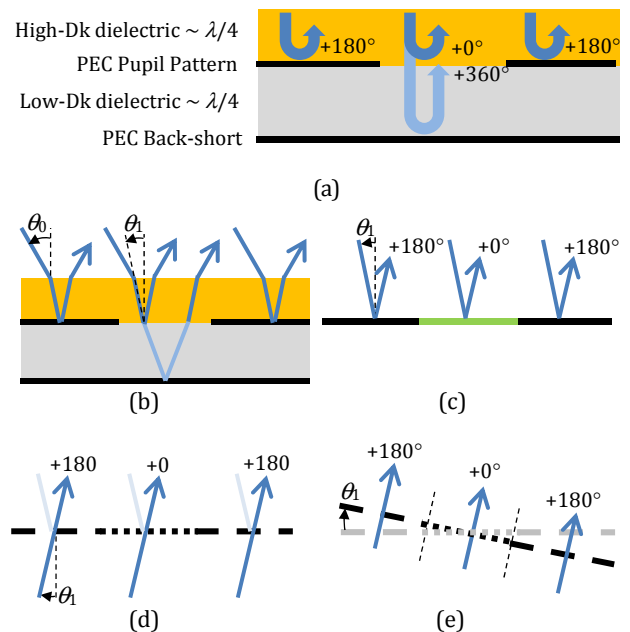 High-Dk dielectric ~ λ/4
+180° +0° +180°
PEC Pupil Pattern
+360°
Low-Dk dielectric ~ λ/4
PEC Back-short
(a)
θ0 θ1
(b)
θ1 +180° +0° +180°
(c)
+180 +0 +180
θ1
(d)
+180° +0° +180°
θ1
(e)